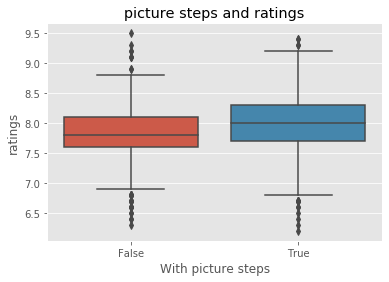 picture steps and ratings
9.5
9.0
8.5
8.0
7.5
7.0
6.5
ratings
False
True
With picture steps